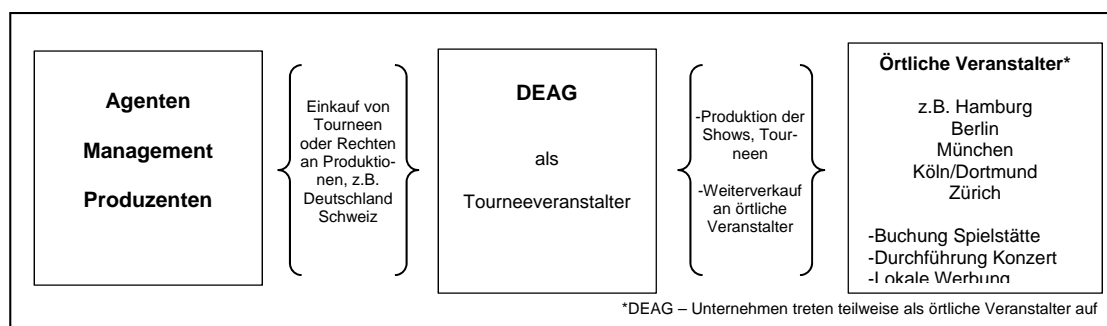 Agenten
Management
Produzenten
Einkauf von
Tourneen
oder Rechten
an Produktio-
nen, z.B.
Deutschland
Schweiz
DEAG
als
Tourneeveranstalter
-Produktion der
Shows, Tour-
neen
-Weiterverkauf
an örtliche
Veranstalter
Örtliche Veranstalter*
z.B. Hamburg
Berlin
München
Köln/Dortmund
Zürich
-Buchung Spielstätte
-Durchführung Konzert
-Lokale Werbung
*DEAG – Unternehmen treten teilweise als örtliche Veranstalter auf